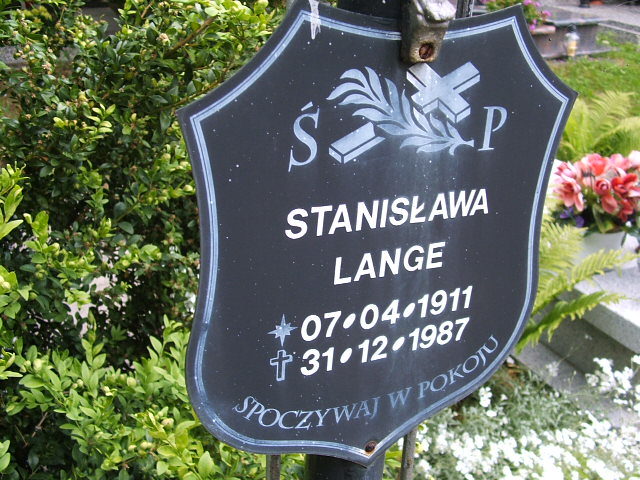 Ś P
STANISŁAWA
LANGE
07•04•1911
31•12•1987
SPOCZYWAJ W POKOJU